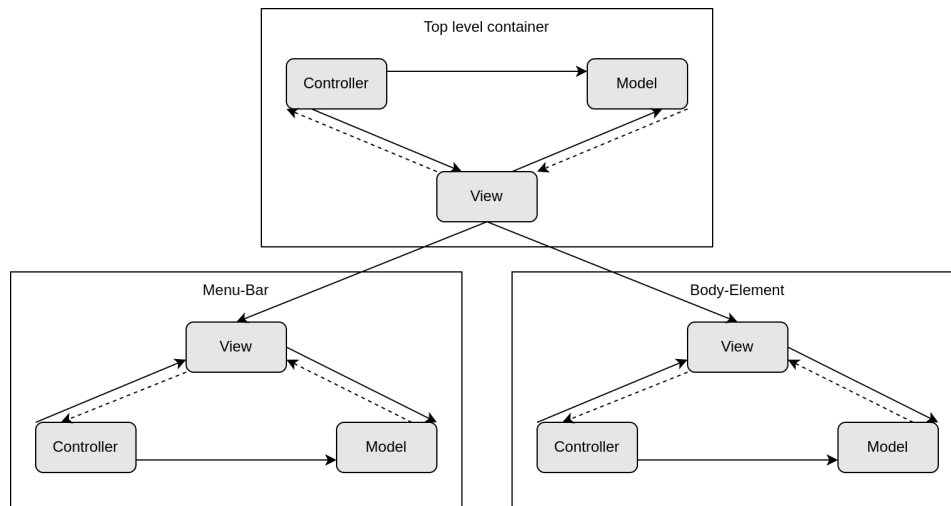 Top level container
Controller
Model
View
Menu-Bar
View
Controller
Model
Body-Element
View
Controller
Model